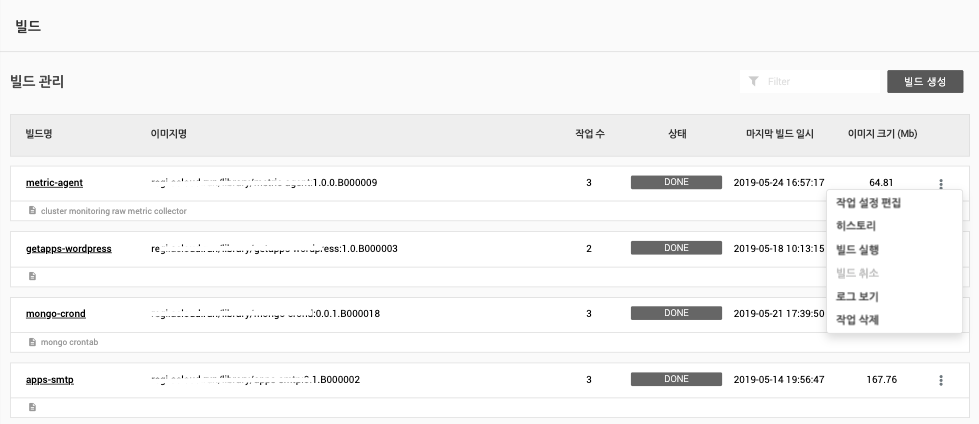 빌드
빌드 관리
Filter
빌드 생성
빌드명 이미지명 작업 수 상태 마지막 빌드 일시 이미지 크기 (Mb)
metric-agent :1.0.0.B000009 3 DONE 2019-05-24 16:57:17 64.81
cluster monitoring raw metric collector
작업 설정 편집
히스토리
빌드 실행
빌드 취소
로그 보기
작업 삭제
getapps-wordpress :1.0.B000003 2 DONE 2019-05-18 10:13:15
mongo-crond :0.0.1.B000018 3 DONE 2019-05-21 17:39:50
mongo crontab
apps-smtp .1.B000002 3 DONE 2019-05-14 19:56:47 167.76